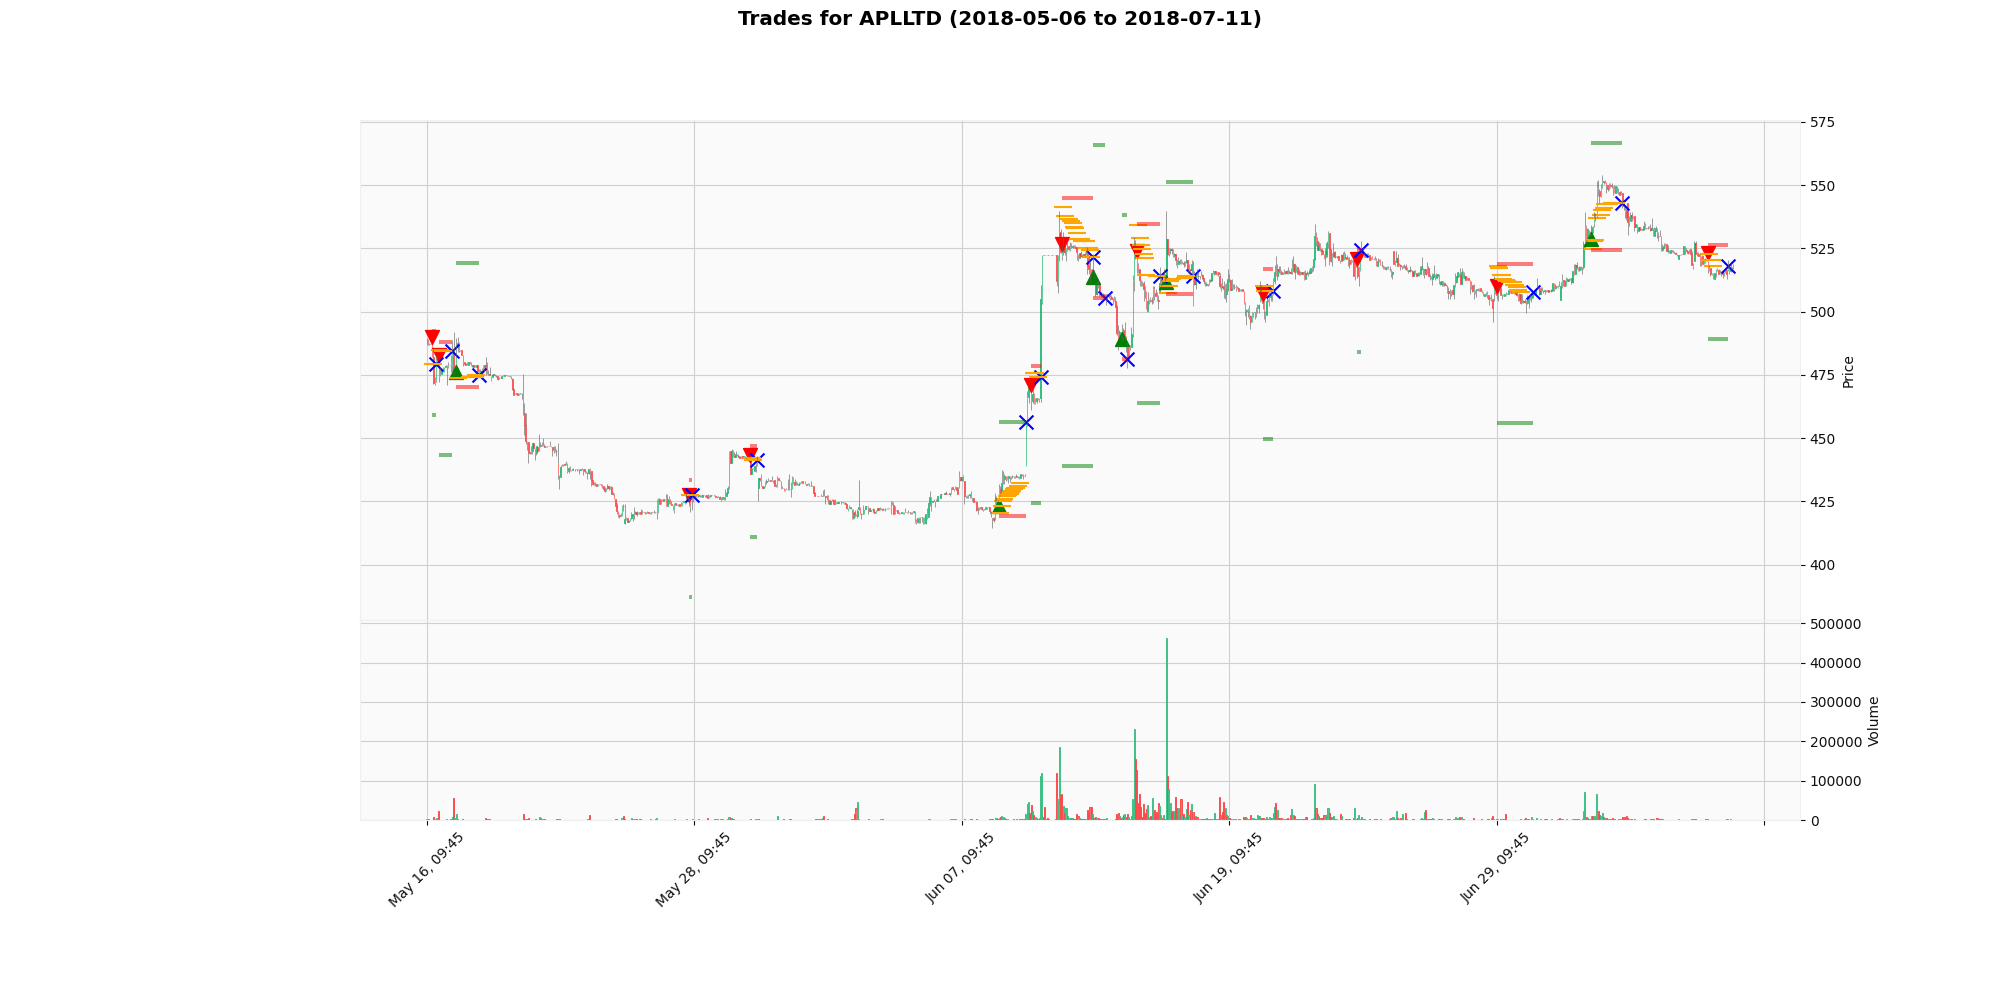 Trades for APLLTD (2018-05-06 to 2018-07-11)
575
550
525
500
475
450
425
400
Price
500000
400000
300000
200000
100000
0
Volume
May 16, 09:45
May 28, 09:45
Jun 07, 09:45
Jun 19, 09:45
Jun 29, 09:45